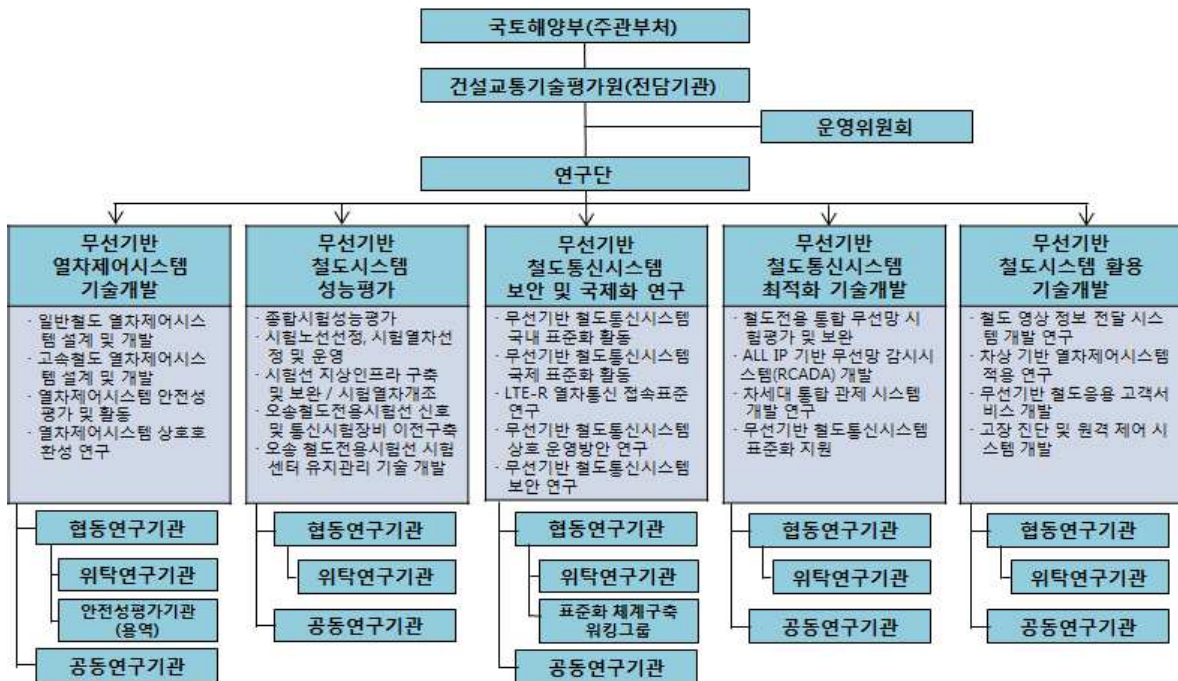 국토해양부(주관부처)
건설교통기술평가원(전담기관)
운영위원회
연구단
무선기반
열차제어시스템
기술개발
· 일반철도 열차제어시스
템 설계 및 개발
· 고속철도 열차제어시스
템 설계 및 개발
· 열차제어시스템 안전성
평가 및 활동
· 열차제어시스템 상호호
환성 연구
협동연구기관
위탁연구기관
안전성평가기관
(용역)
공동연구기관
무선기반
철도시스템
성능평가
· 종합시험성능평가
· 시험노선선정, 시험열차선
정 및 운영
· 시험선 지상인프라 구축
및 보완 / 시험열차개조
· 오송철도전용시험선 신호
및 통신시험장비 이전구축
· 오송 철도전용시험선 시험
센터 유지관리 기술 개발
협동연구기관
위탁연구기관
공동연구기관
무선기반
철도통신시스템
보안 및 국제화 연구
· 무선기반 철도통신시스템
국내 표준화 활동
· 무선기반 철도통신시스템
국제 표준화 활동
· LTE-R 열차통신 접속표준
연구
· 무선기반 철도통신시스템
상호 운영방안 연구
· 무선기반 철도통신시스템
보안 연구
협동연구기관
위탁연구기관
표준화 체계구축
워킹그룹
공동연구기관
무선기반
철도통신시스템
최적화 기술개발
· 철도전용 통합 무선망 시
험평가 및 보완
· ALL IP 기반 무선망 감시시
스템(RCADA) 개발
· 차세대 통합 관제 시스템
개발 연구
· 무선기반 철도통신시스템
표준화 지원
협동연구기관
위탁연구기관
공동연구기관
무선기반
철도시스템 활용
기술개발
· 철도 영상 정보 전달 시스
템 개발 연구
· 차상 기반 열차제어시스템
적용 연구
· 무선기반 철도응용 고객서
비스 개발
· 고장 진단 및 원격 제어 시
스템 개발
협동연구기관
위탁연구기관
공동연구기관